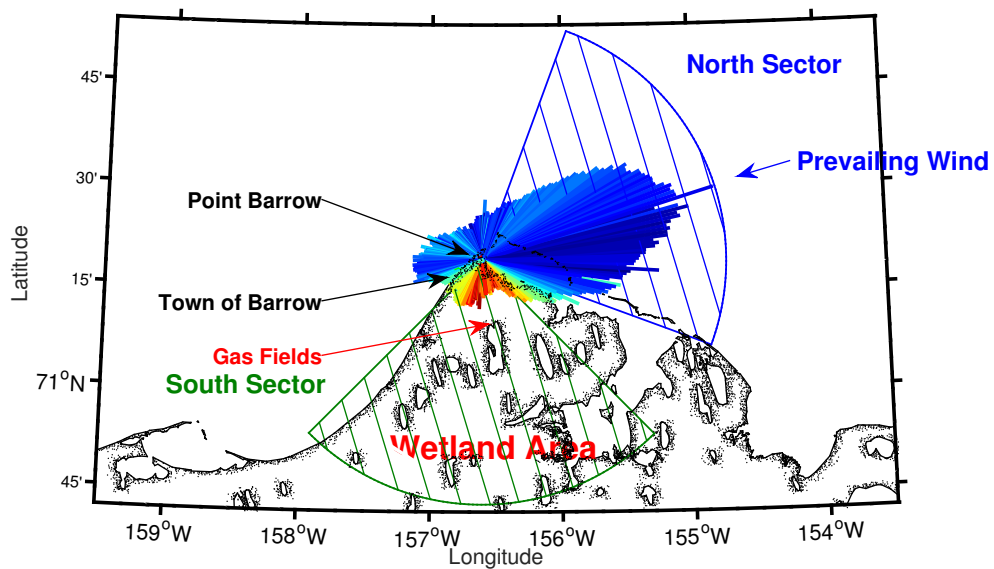 North Sector
45'
Prevailing Wind
30'
Point Barrow
Latitude
15'
Town of Barrow
Gas Fields
South Sector
71°N
Wetland Area
45'
159°W
158°W
157°W
156°W
155°W
154°W
Longitude